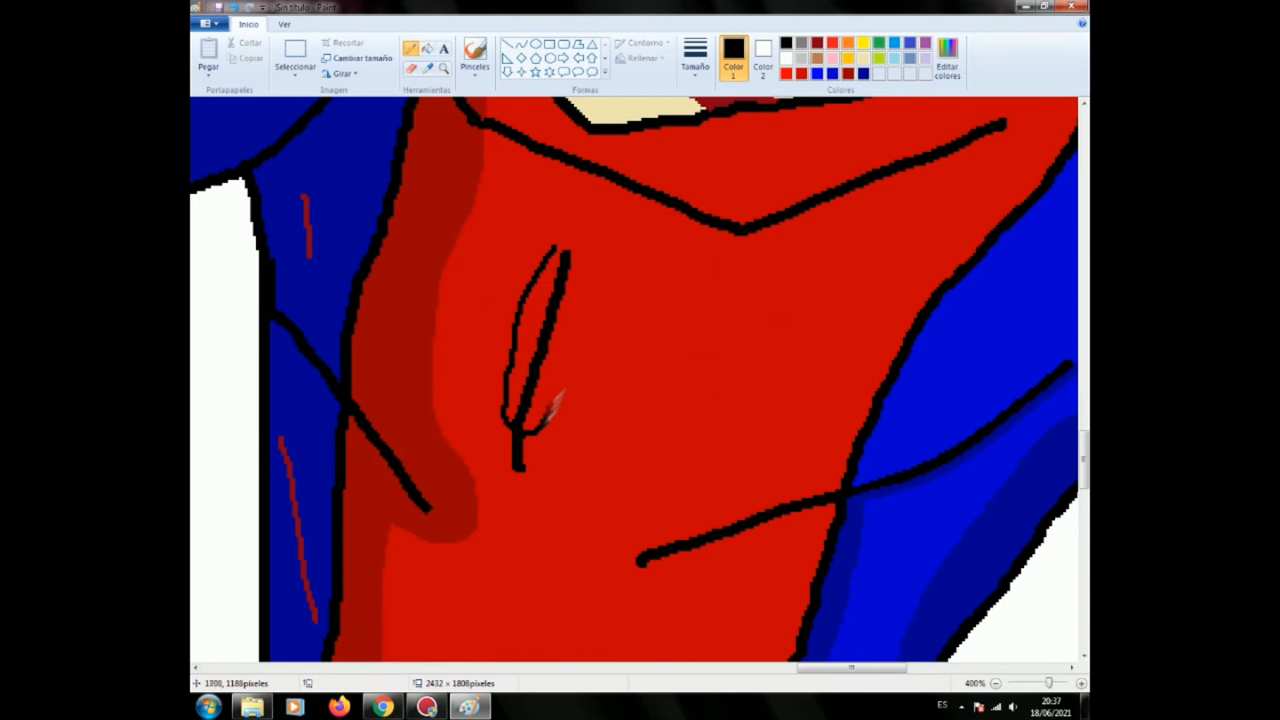 Sin título - Paint
Inicio Ver
Pegar
Cortar
Copiar
Portapapeles
Seleccionar
Recortar
Cambiar tamaño
Girar
Imagen
A
Herramientas
Pinceles
Contorno
Rellenar
Formas
Tamaño
Color
1
Color
2
Editar
colores
Colores
1300, 1188píxeles
2432 × 1808píxeles
400%
ES
20:37
18/06/2021